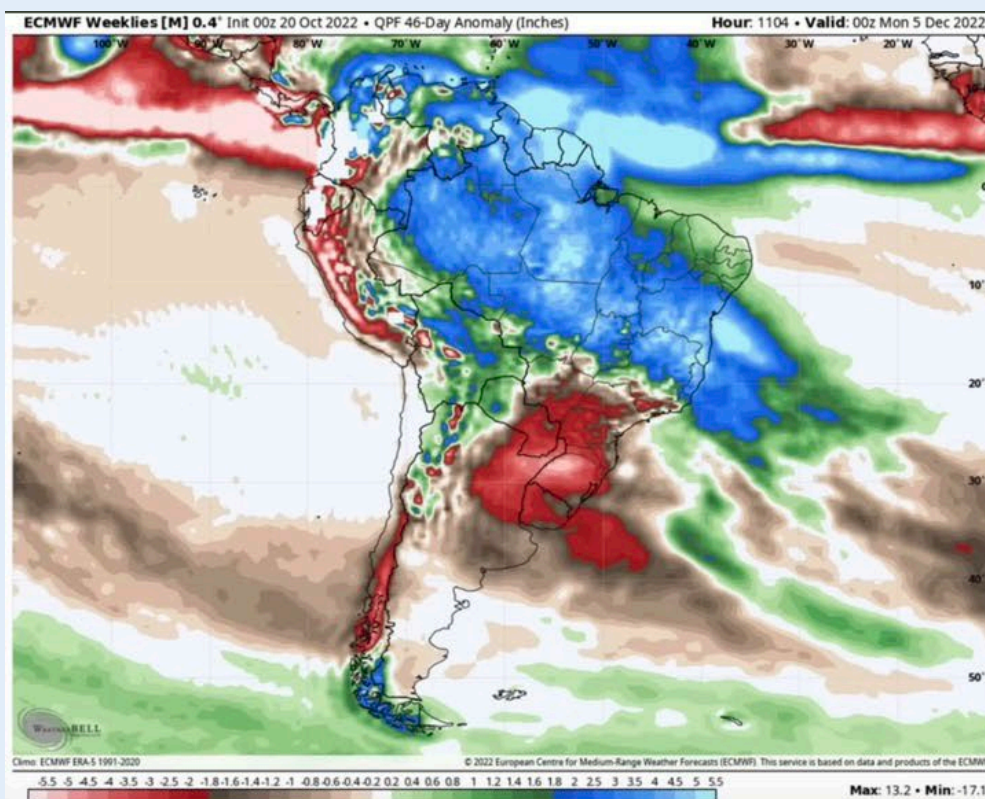 ECMWF Weeklies [M] 0.4° Init 00z 20 Oct 2022 • QPF 46-Day Anomaly (Inches) Hour: 1104 • Valid: 00z Mon 5 Dec 2022
100°W 90°W 80°W 70°W 60°W 50°W 40°W 30°W 20°W
10°S
20°S
30°S
40°S
50°S
WeatherBELL
Climo: ECMWF ERA-5 1991-2020 © 2022 European Centre for Medium-Range Weather Forecasts (ECMWF). This service is based on data and products of the ECMWF
-5.5 -5 -4.5 -4 -3.5 -3 -2.5 -2 -1.8 -1.6 -1.4 -1.2 -1 -0.8 -0.6 -0.4 -0.2 0.2 0.4 0.6 0.8 1 1.2 1.4 1.6 1.8 2 2.5 3 3.5 4 4.5 5 5.5
Max: 13.2 • Min: -17.1